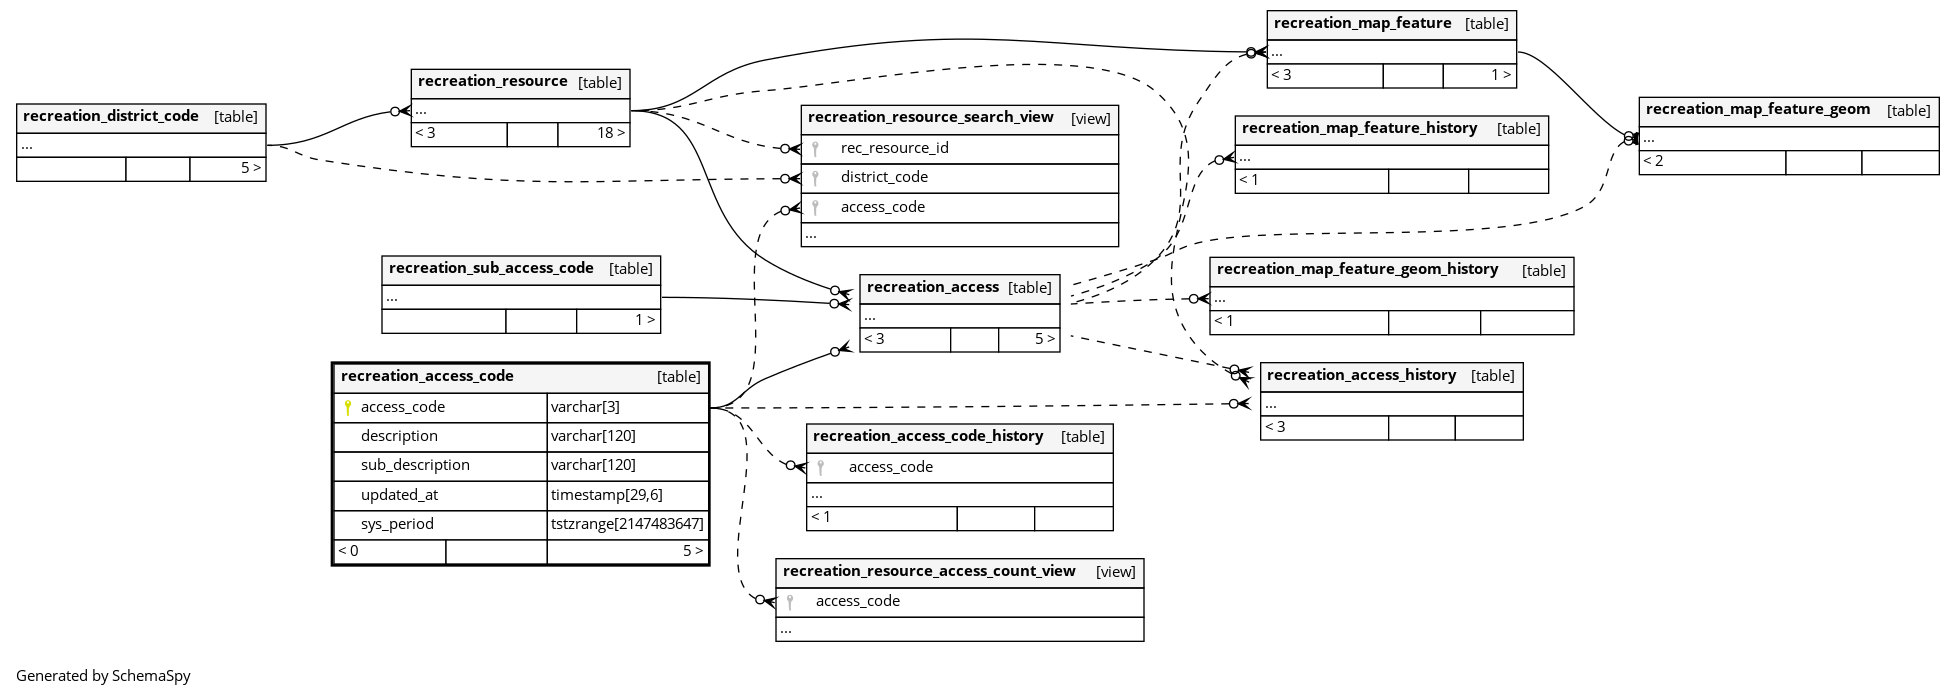 recreation_map_feature [table]
...
< 3 1 >
recreation_resource [table]
...
< 3 18 >
recreation_district_code [table]
...
5 >
recreation_resource_search_view [view]
rec_resource_id
district_code
access_code
...
recreation_map_feature_history [table]
...
< 1
recreation_map_feature_geom [table]
...
< 2
recreation_sub_access_code [table]
...
1 >
recreation_access [table]
...
< 3 5 >
recreation_map_feature_geom_history [table]
...
< 1
recreation_access_code [table]
access_code varchar[3]
description varchar[120]
sub_description varchar[120]
updated_at timestamp[29,6]
sys_period tstzrange[2147483647]
< 0 5 >
recreation_access_history [table]
...
< 3
recreation_access_code_history [table]
access_code
...
< 1
recreation_resource_access_count_view [view]
access_code
...
Generated by SchemaSpy